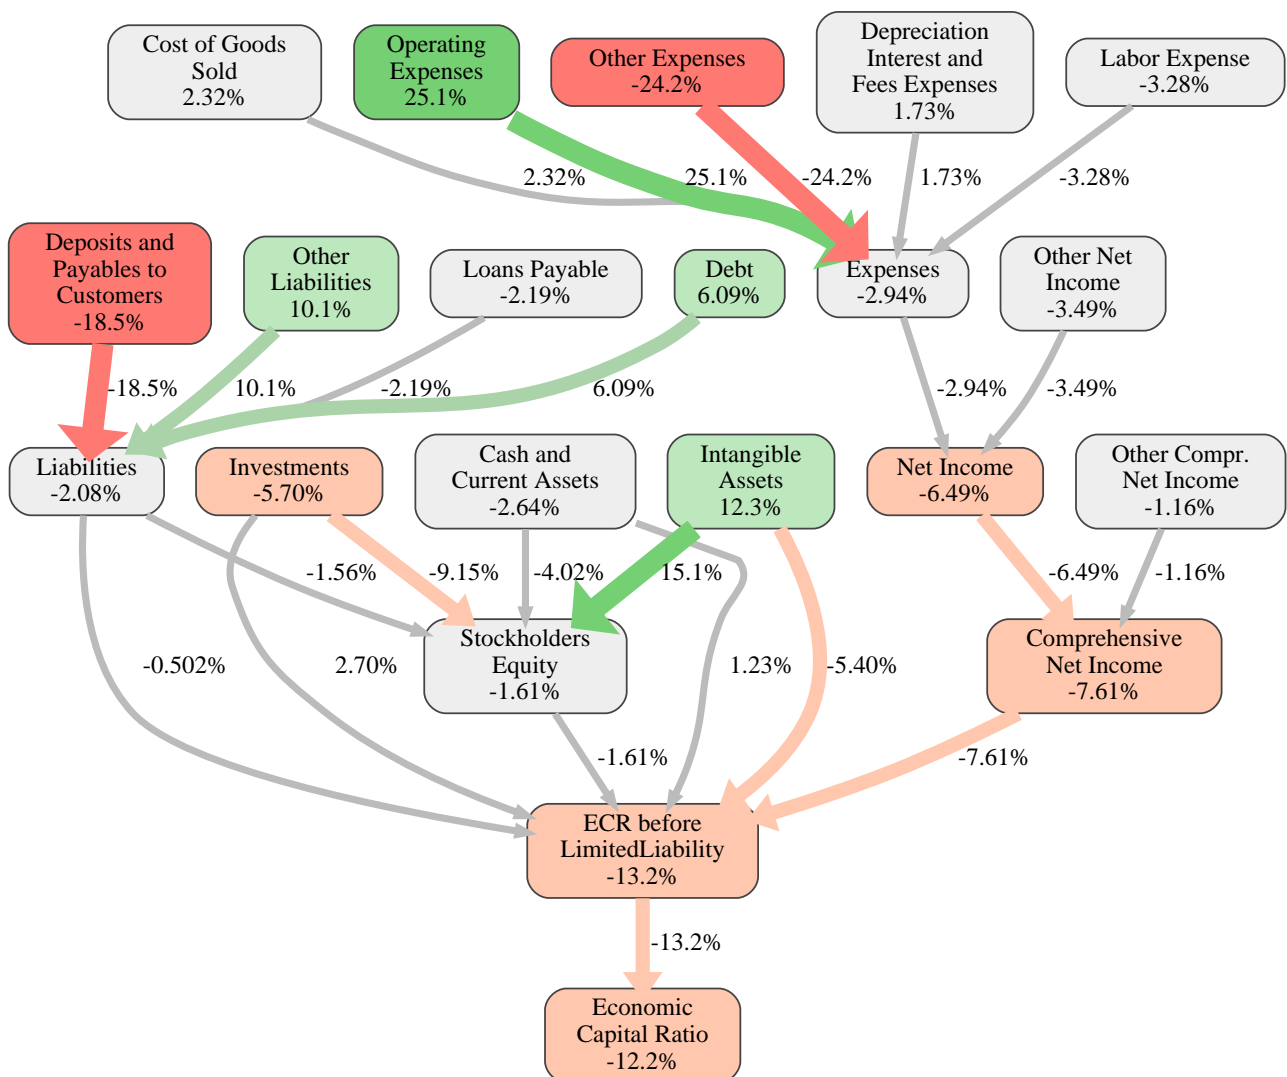 Cost of Goods
Sold
2.32%
Operating
Expenses
25.1%
Other Expenses
-24.2%
Depreciation
Interest and
Fees Expenses
1.73%
Labor Expense
-3.28%
2.32%
25.1%
-24.2%
1.73%
-3.28%
Deposits and
Payables to
Customers
-18.5%
Other
Liabilities
10.1%
Loans Payable
-2.19%
Debt
6.09%
Expenses
-2.94%
Other Net
Income
-3.49%
-18.5%
10.1%
-2.19%
6.09%
-2.94%
-3.49%
Liabilities
-2.08%
Investments
-5.70%
Cash and
Current Assets
-2.64%
Intangible
Assets
12.3%
Net Income
-6.49%
Other Compr.
Net Income
-1.16%
-1.56%
-9.15%
-4.02%
15.1%
-6.49%
-1.16%
Stockholders
Equity
-1.61%
Comprehensive
Net Income
-7.61%
-0.502%
2.70%
1.23%
-5.40%
-1.61%
-7.61%
ECR before
LimitedLiability
-13.2%
-13.2%
Economic
Capital Ratio
-12.2%